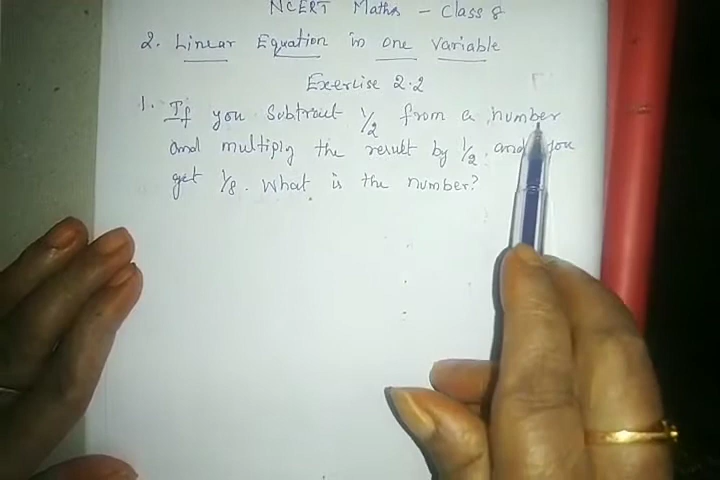 NCERT Maths - Class 8
2. Linear Equation in one Variable
Exercise 2.2
1. If you subtract 1/2 from a number
and multiply the result by 1/2. and you
get 1/8. What is the number?